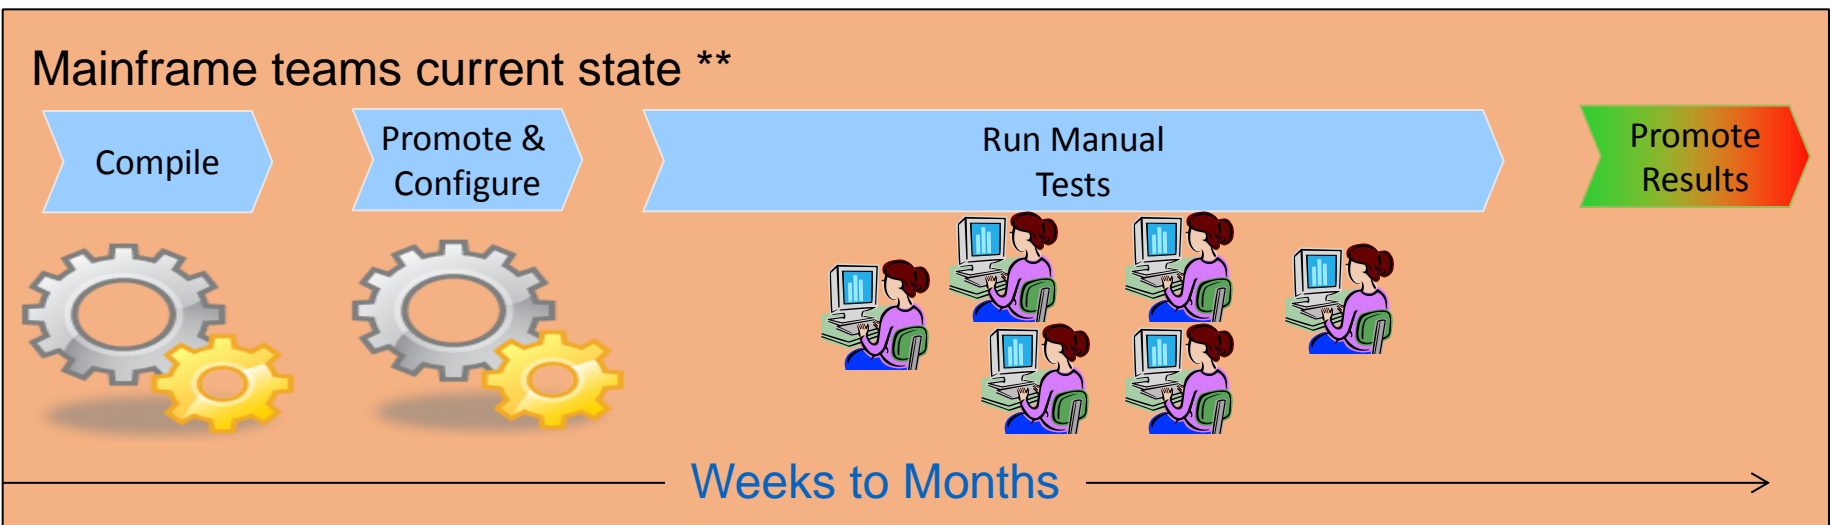 Mainframe teams current state **
Compile
Promote &
Configure
Run Manual
Tests
Promote
Results
Weeks to Months